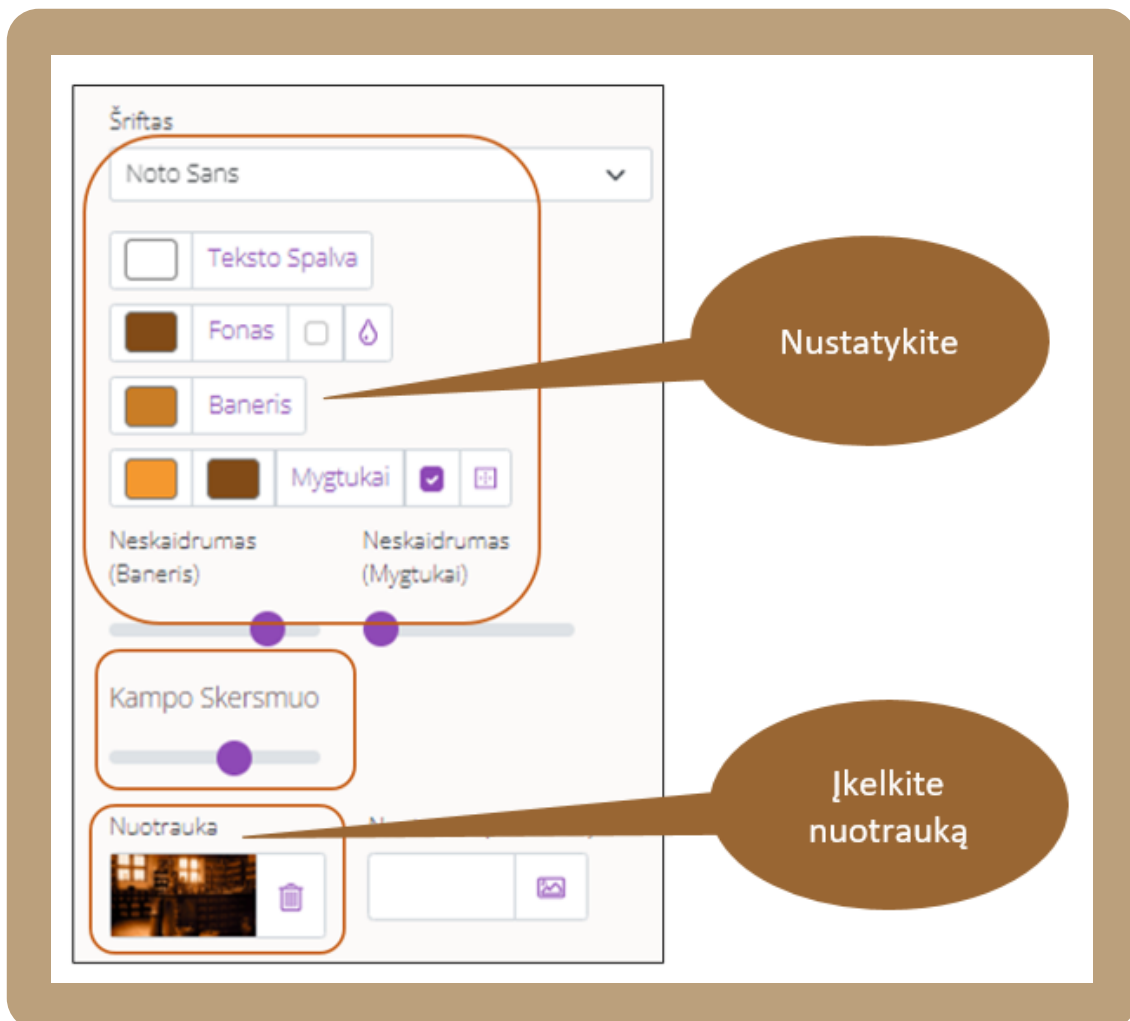 Šriftas
Noto Sans
Teksto Spalva
Fonas
Baneris
Mygtukai
Neskaidrumas
(Baneris)
Neskaidrumas
(Mygtukai)
Kampo Skersmuo
Nuotrauka
Nustatykite
Įkelkite
nuotrauką